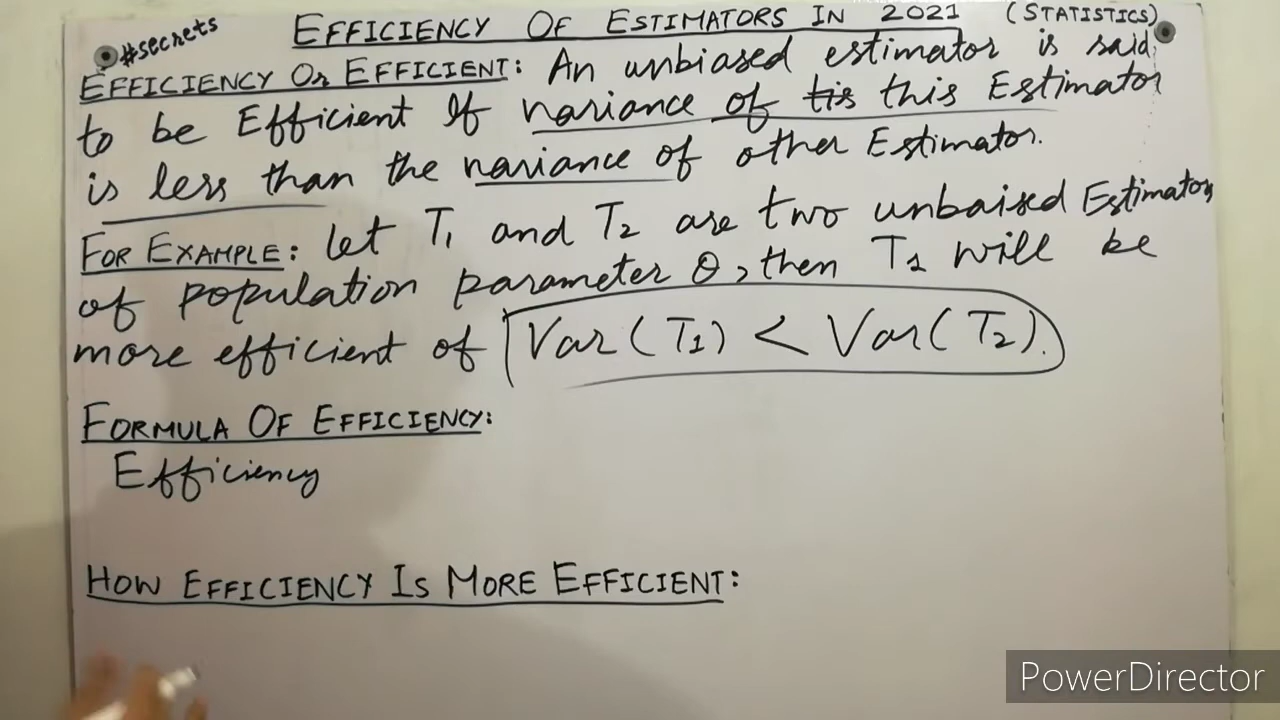 #secrets
EFFICIENCY OF ESTIMATORS IN 2021 (STATISTICS)
EFFICIENCY OR EFFICIENT: An unbiased estimator is said
to be Efficient If variance of tis this Estimator
is less than the variance of other Estimator.
FOR EXAMPLE: let T1 and T2 are two unbaised Estimators
of population parameter θ, then T1 will be
more efficient of Var(T1) < Var(T2).
FORMULA OF EFFICIENCY:
Efficiency
HOW EFFICIENCY IS MORE EFFICIENT:
PowerDirector